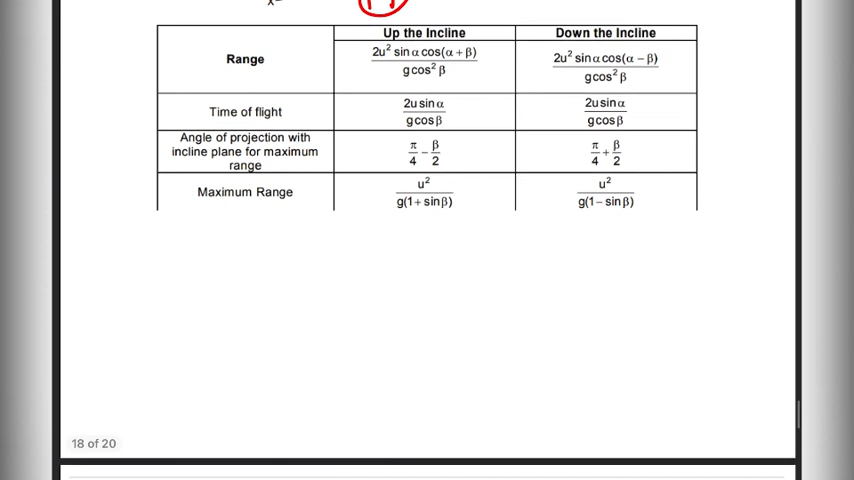 Up the Incline Down the Incline
Range 2u² sin α cos(α + β) / g cos² β 2u² sin α cos(α − β) / g cos² β
Time of flight 2u sin α / g cos β 2u sin α / g cos β
Angle of projection with
incline plane for maximum
range π/4 − β/2 π/4 + β/2
Maximum Range u² / g(1 + sin β) u² / g(1 − sin β)
18 of 20